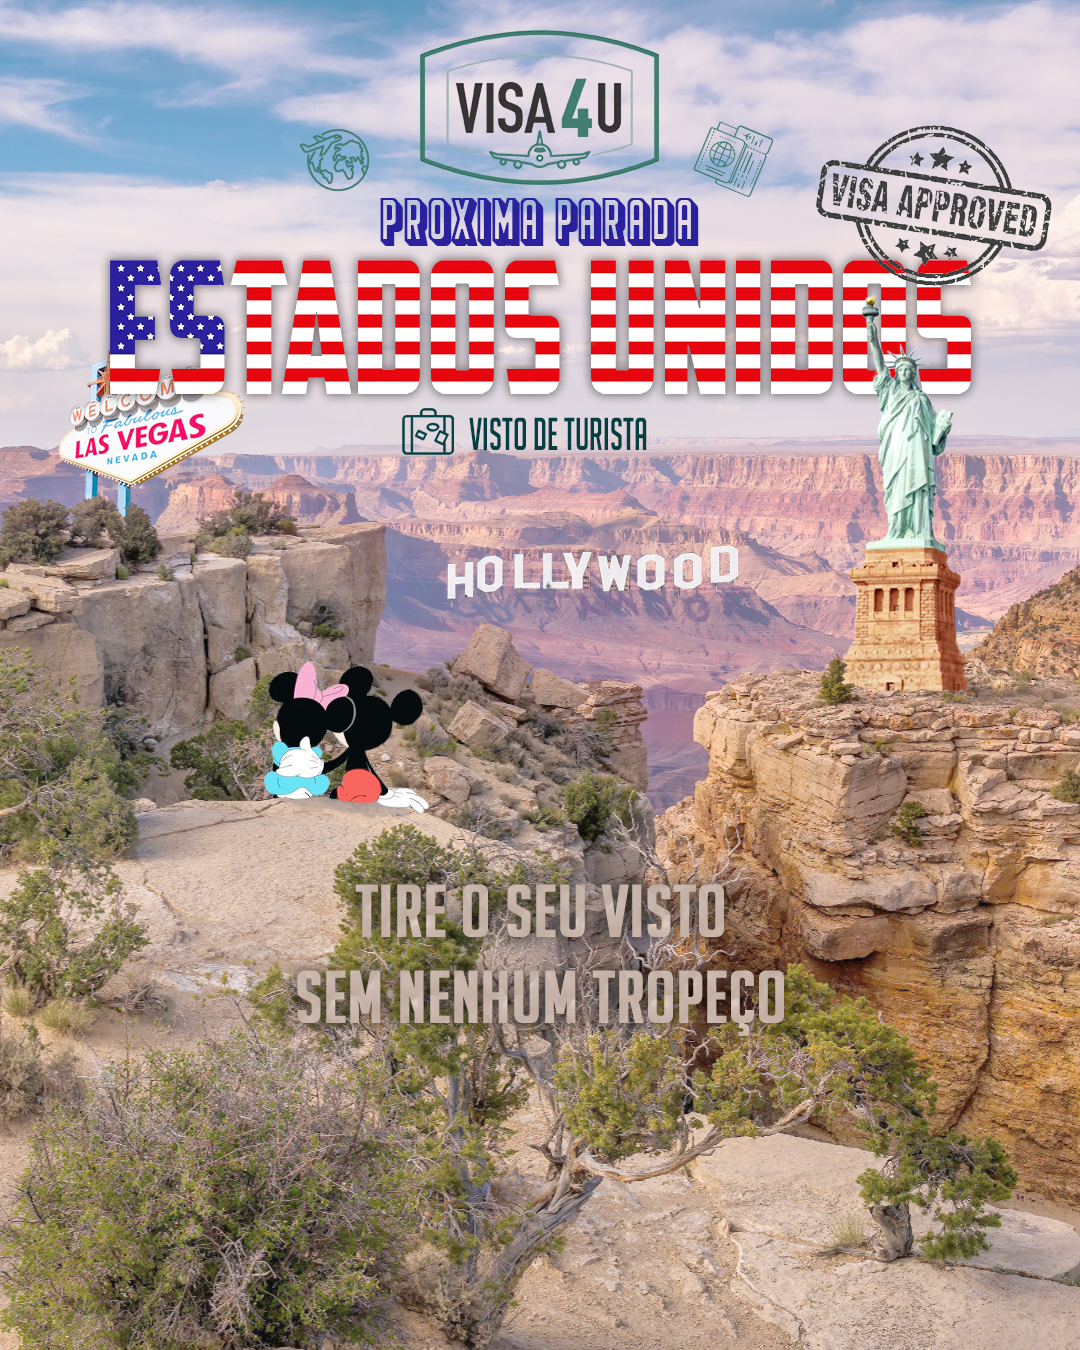 VISA4U
VISA APPROVED
PROXIMA PARADA
ESTADOS UNIDOS
WELCOME
TO Fabulous
LAS VEGAS
NEVADA
VISTO DE TURISTA
HOLLYWOOD
TIRE O SEU VISTO
SEM NENHUM TROPEÇO